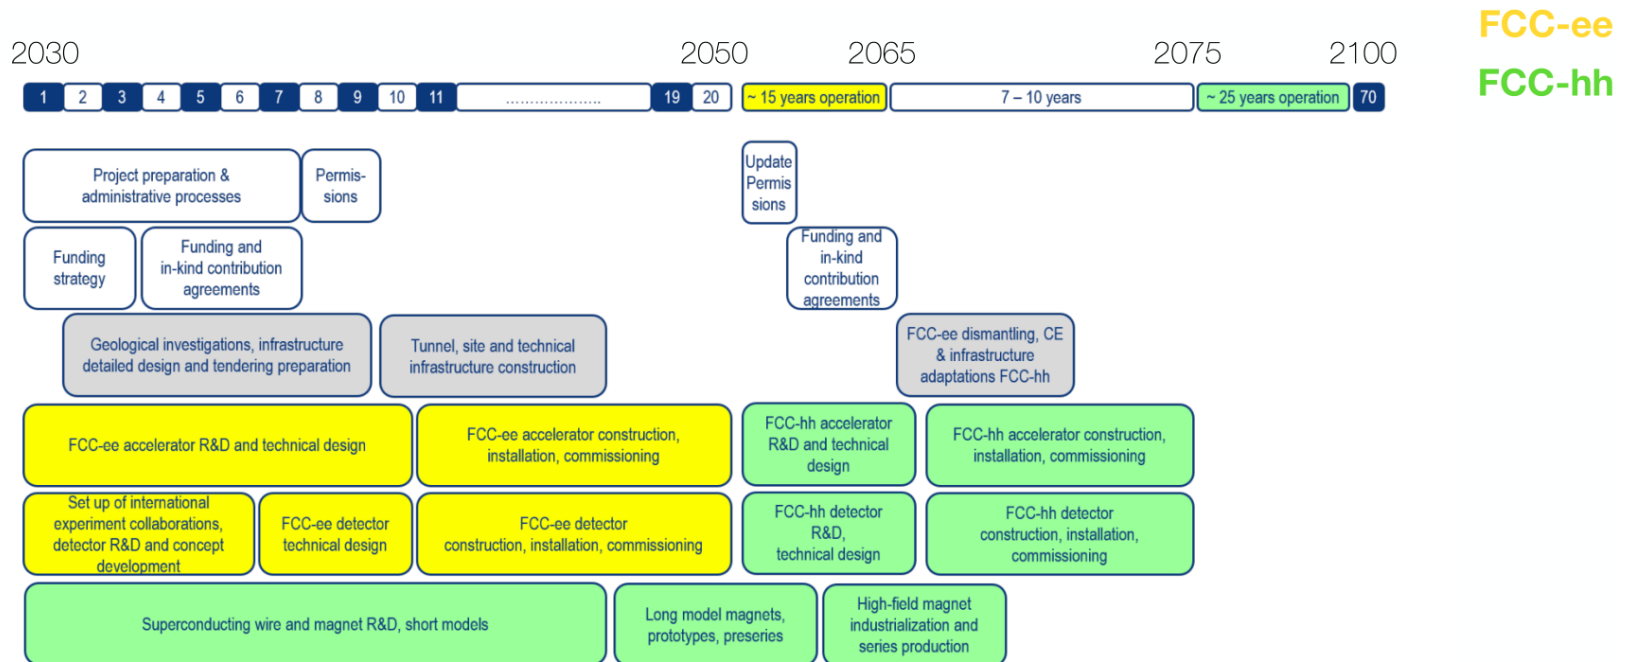 FCC-ee
2030 2050 2065 2075 2100
FCC-hh
1 2 3 4 5 6 7 8 9 10 11 ................... 19 20 ~ 15 years operation 7 – 10 years ~ 25 years operation 70
Project preparation &
administrative processes
Permis-
sions
Update
Permis
sions
Funding
strategy
Funding and
in-kind contribution
agreements
Funding and
in-kind
contribution
agreements
Geological investigations, infrastructure
detailed design and tendering preparation
Tunnel, site and technical
infrastructure construction
FCC-ee dismantling, CE
& infrastructure
adaptations FCC-hh
FCC-ee accelerator R&D and technical design
FCC-ee accelerator construction,
installation, commissioning
FCC-hh accelerator
R&D and technical
design
FCC-hh accelerator construction,
installation, commissioning
Set up of international
experiment collaborations,
detector R&D and concept
development
FCC-ee detector
technical design
FCC-ee detector
construction, installation, commissioning
FCC-hh detector
R&D,
technical design
FCC-hh detector
construction, installation,
commissioning
Superconducting wire and magnet R&D, short models
Long model magnets,
prototypes, preseries
High-field magnet
industrialization and
series production